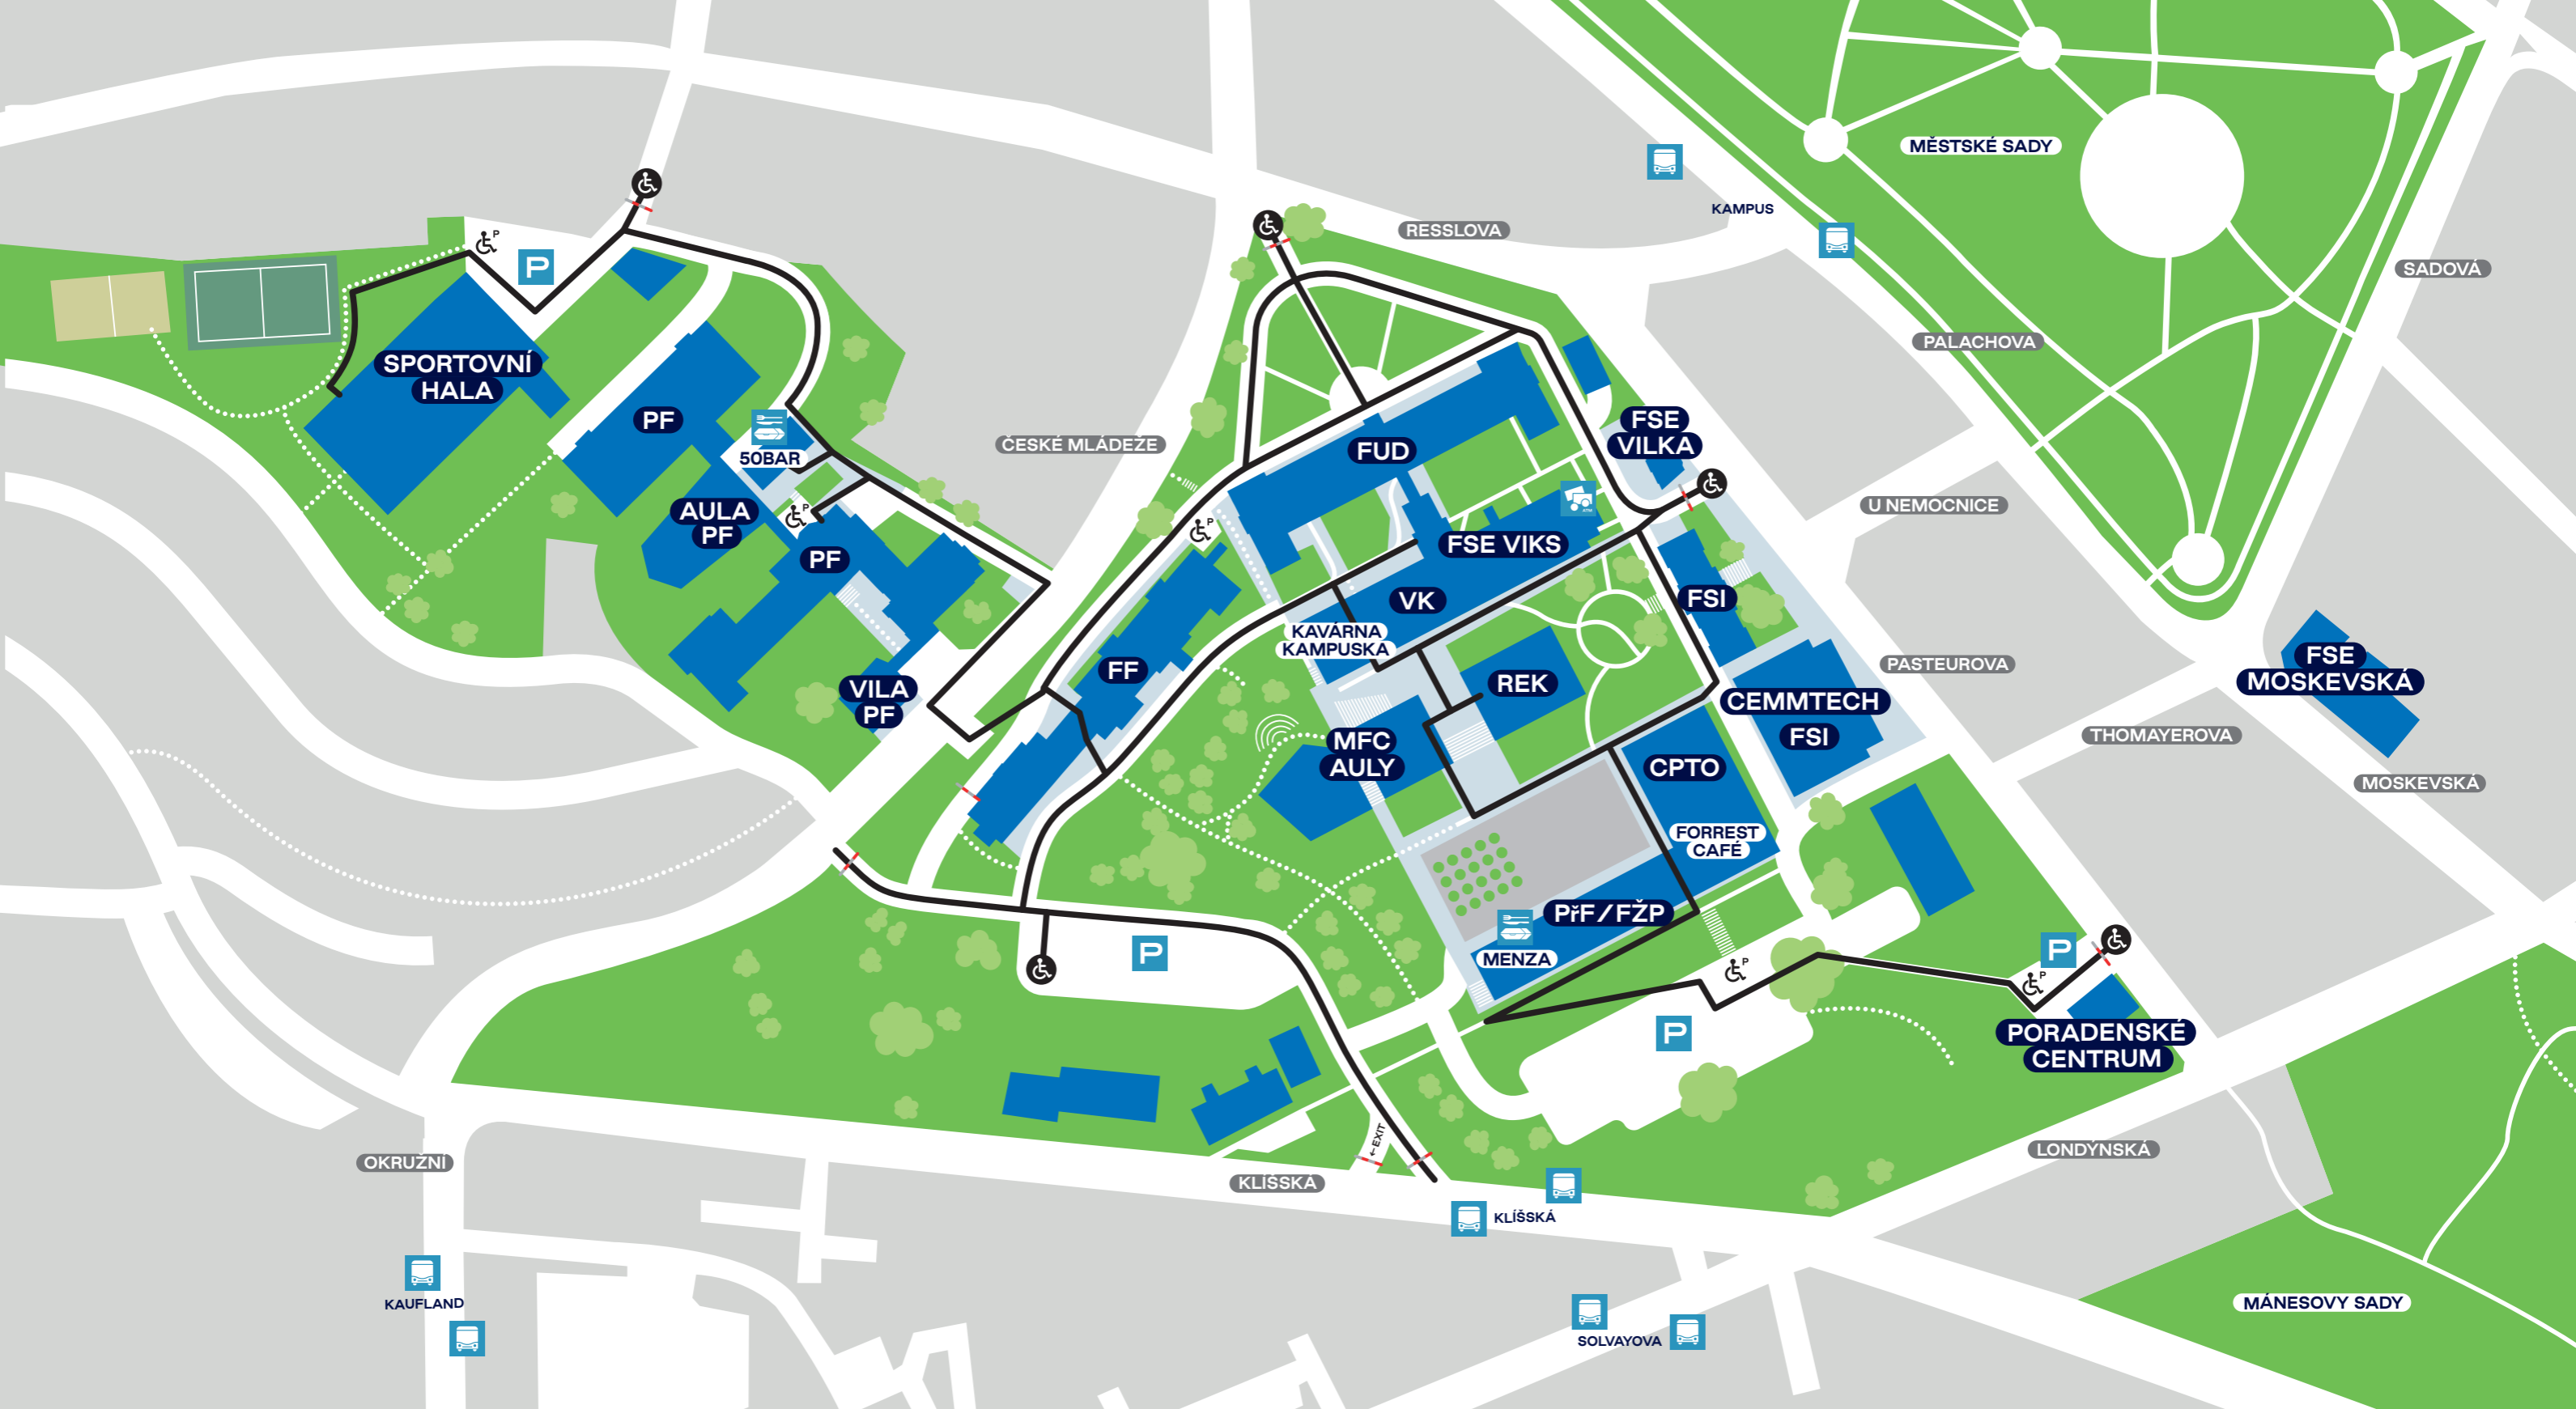 MĚSTSKÉ SADY
KAMPUS
RESSLOVA
SADOVÁ
PALACHOVA
P
P
SPORTOVNÍ
HALA
PF
50BAR
ČESKÉ MLÁDEŽE
FUD
FSE
VILKA
U NEMOCNICE
AULA
PF
P
PF
P
FSE VIKS
VK
FSI
KAVÁRNA
KAMPUSKA
FF
REK
PASTEUROVA
FSE
MOSKEVSKÁ
VILA
PF
CEMMTECH
FSI
MFC
AULY
CPTO
THOMAYEROVA
MOSKEVSKÁ
FORREST
CAFÉ
PřF/FŽP
MENZA
P
P
P
P
P
PORADENSKÉ
CENTRUM
←EXIT
OKRUŽNÍ
KLÍŠSKÁ
LONDÝNSKÁ
KLÍŠSKÁ
KAUFLAND
SOLVAYOVA
MÁNESOVY SADY